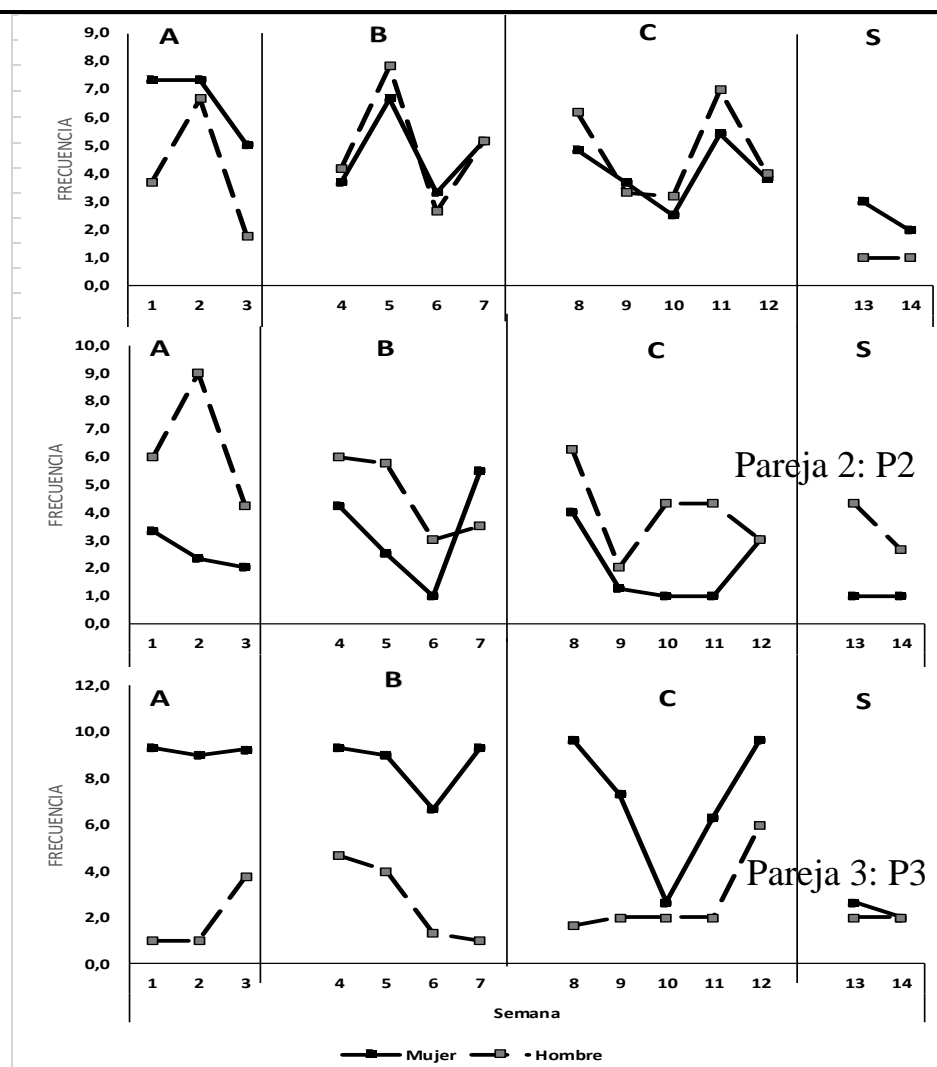 A B C S
9,0
8,0
7,0
6,0
5,0
4,0
3,0
2,0
1,0
0,0
FRECUENCIA
1 2 3 4 5 6 7 8 9 10 11 12 13 14
A B C S
10,0
9,0
8,0
7,0
6,0
5,0
4,0
3,0
2,0
1,0
0,0
FRECUENCIA
Pareja 2: P2
1 2 3 4 5 6 7 8 9 10 11 12 13 14
A B C S
12,0
10,0
8,0
6,0
4,0
2,0
0,0
FRECUENCIA
Pareja 3: P3
1 2 3 4 5 6 7 8 9 10 11 12 13 14
Semana
Mujer Hombre